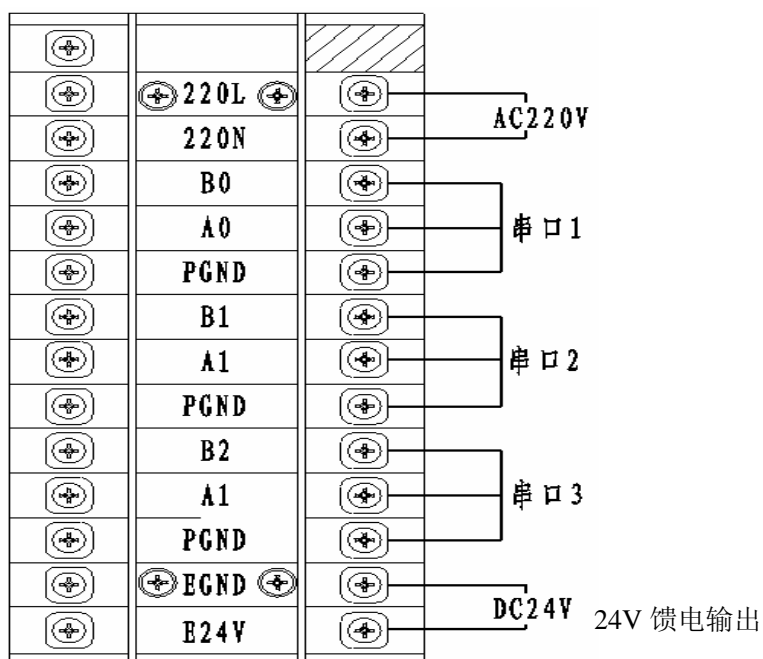 220L
AC220V
220N
B0
A0
串口1
PGND
B1
A1
串口2
PGND
B2
A1
串口3
PGND
EGND
DC24V
24V 馈电输出
E24V